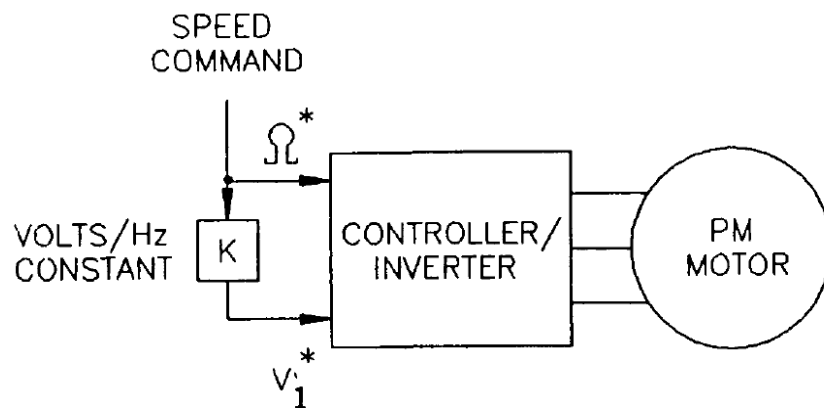 SPEED
COMMAND
Ω*
VOLTS/Hz
CONSTANT
K
CONTROLLER/
INVERTER
PM
MOTOR
V₁*